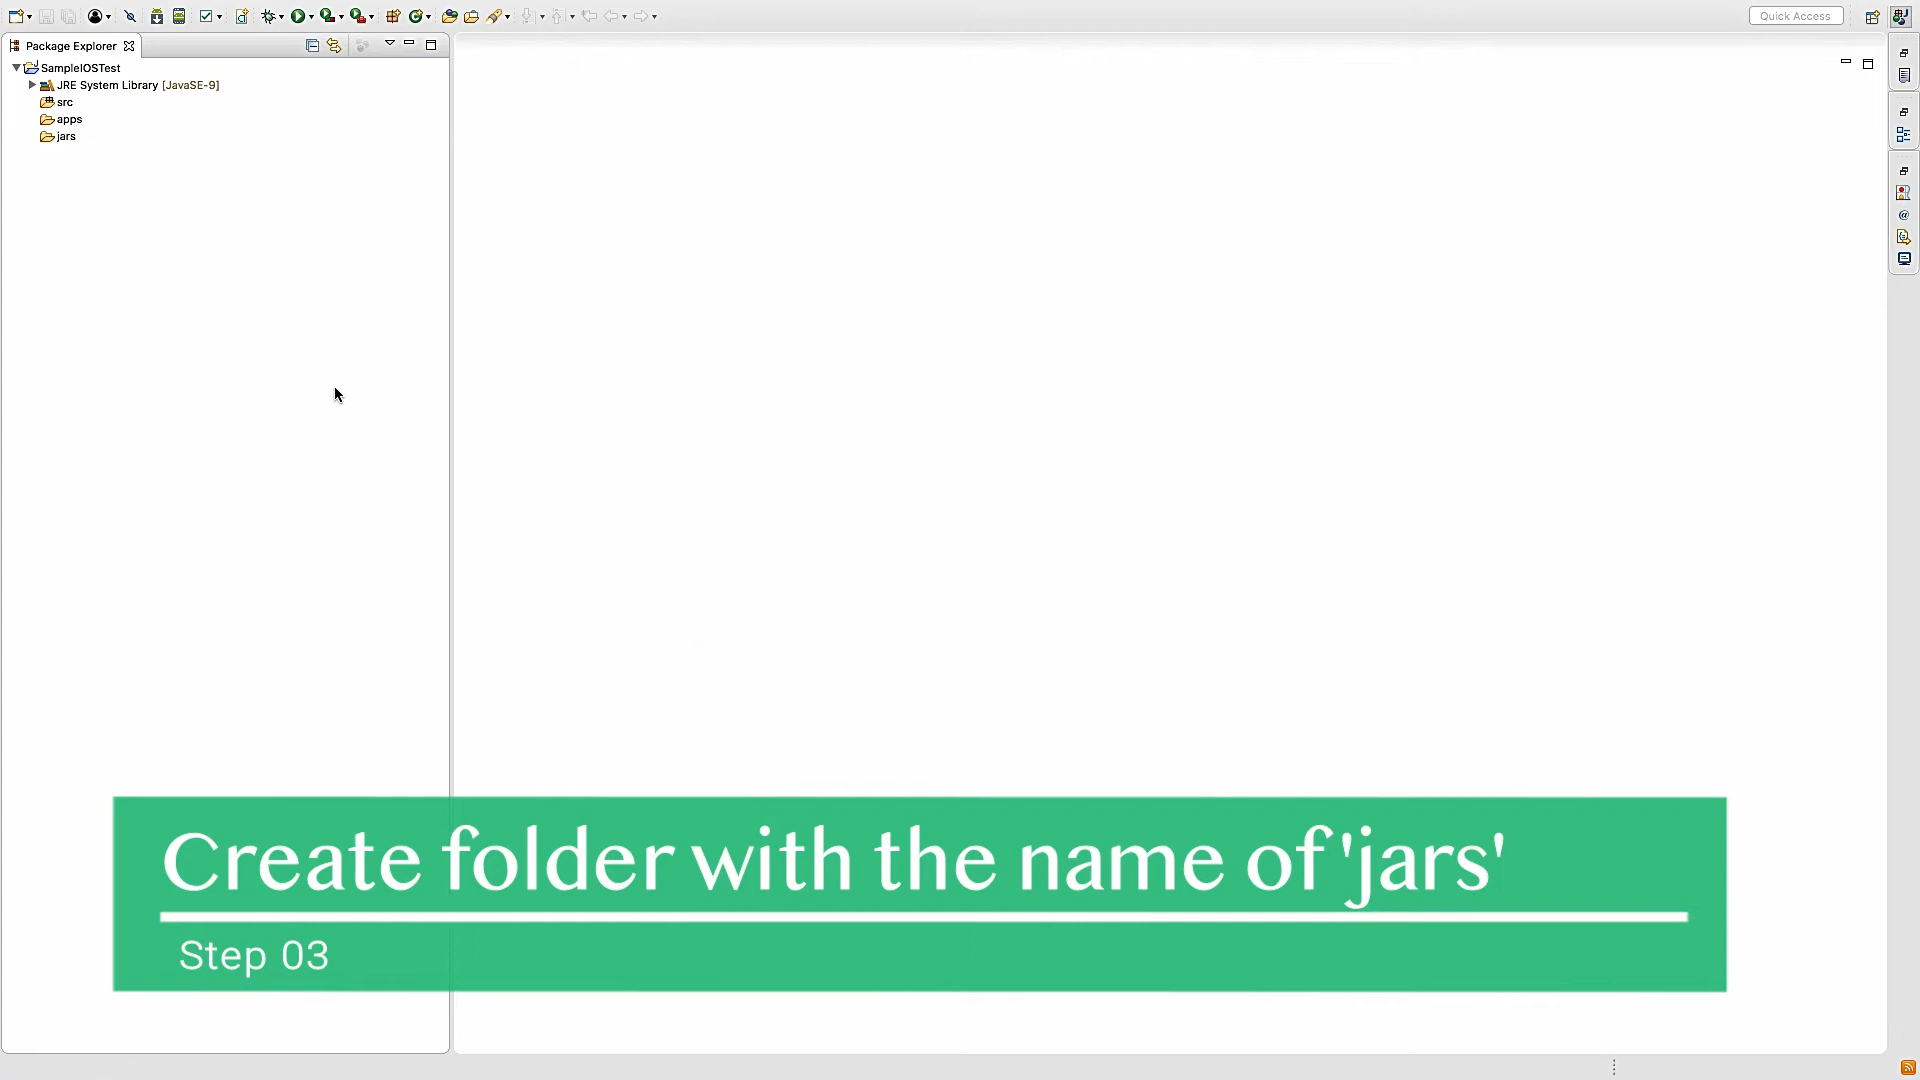 Quick Access
Package Explorer
SampleIOSTest
JRE System Library [JavaSE-9]
src
apps
jars
Create folder with the name of 'jars'
Step 03